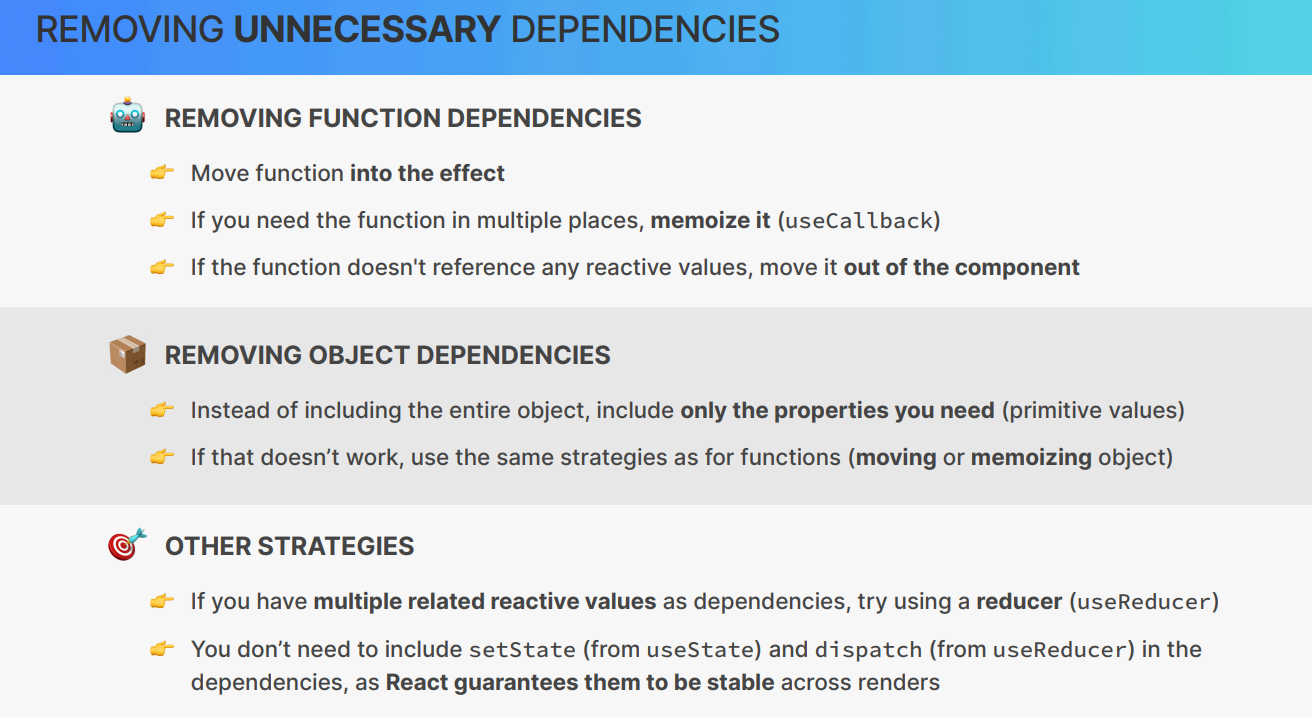 REMOVING UNNECESSARY DEPENDENCIES
REMOVING FUNCTION DEPENDENCIES
Move function into the effect
If you need the function in multiple places, memoize it (useCallback)
If the function doesn't reference any reactive values, move it out of the component
REMOVING OBJECT DEPENDENCIES
Instead of including the entire object, include only the properties you need (primitive values)
If that doesn’t work, use the same strategies as for functions (moving or memoizing object)
OTHER STRATEGIES
If you have multiple related reactive values as dependencies, try using a reducer (useReducer)
You don’t need to include setState (from useState) and dispatch (from useReducer) in the
dependencies, as React guarantees them to be stable across renders